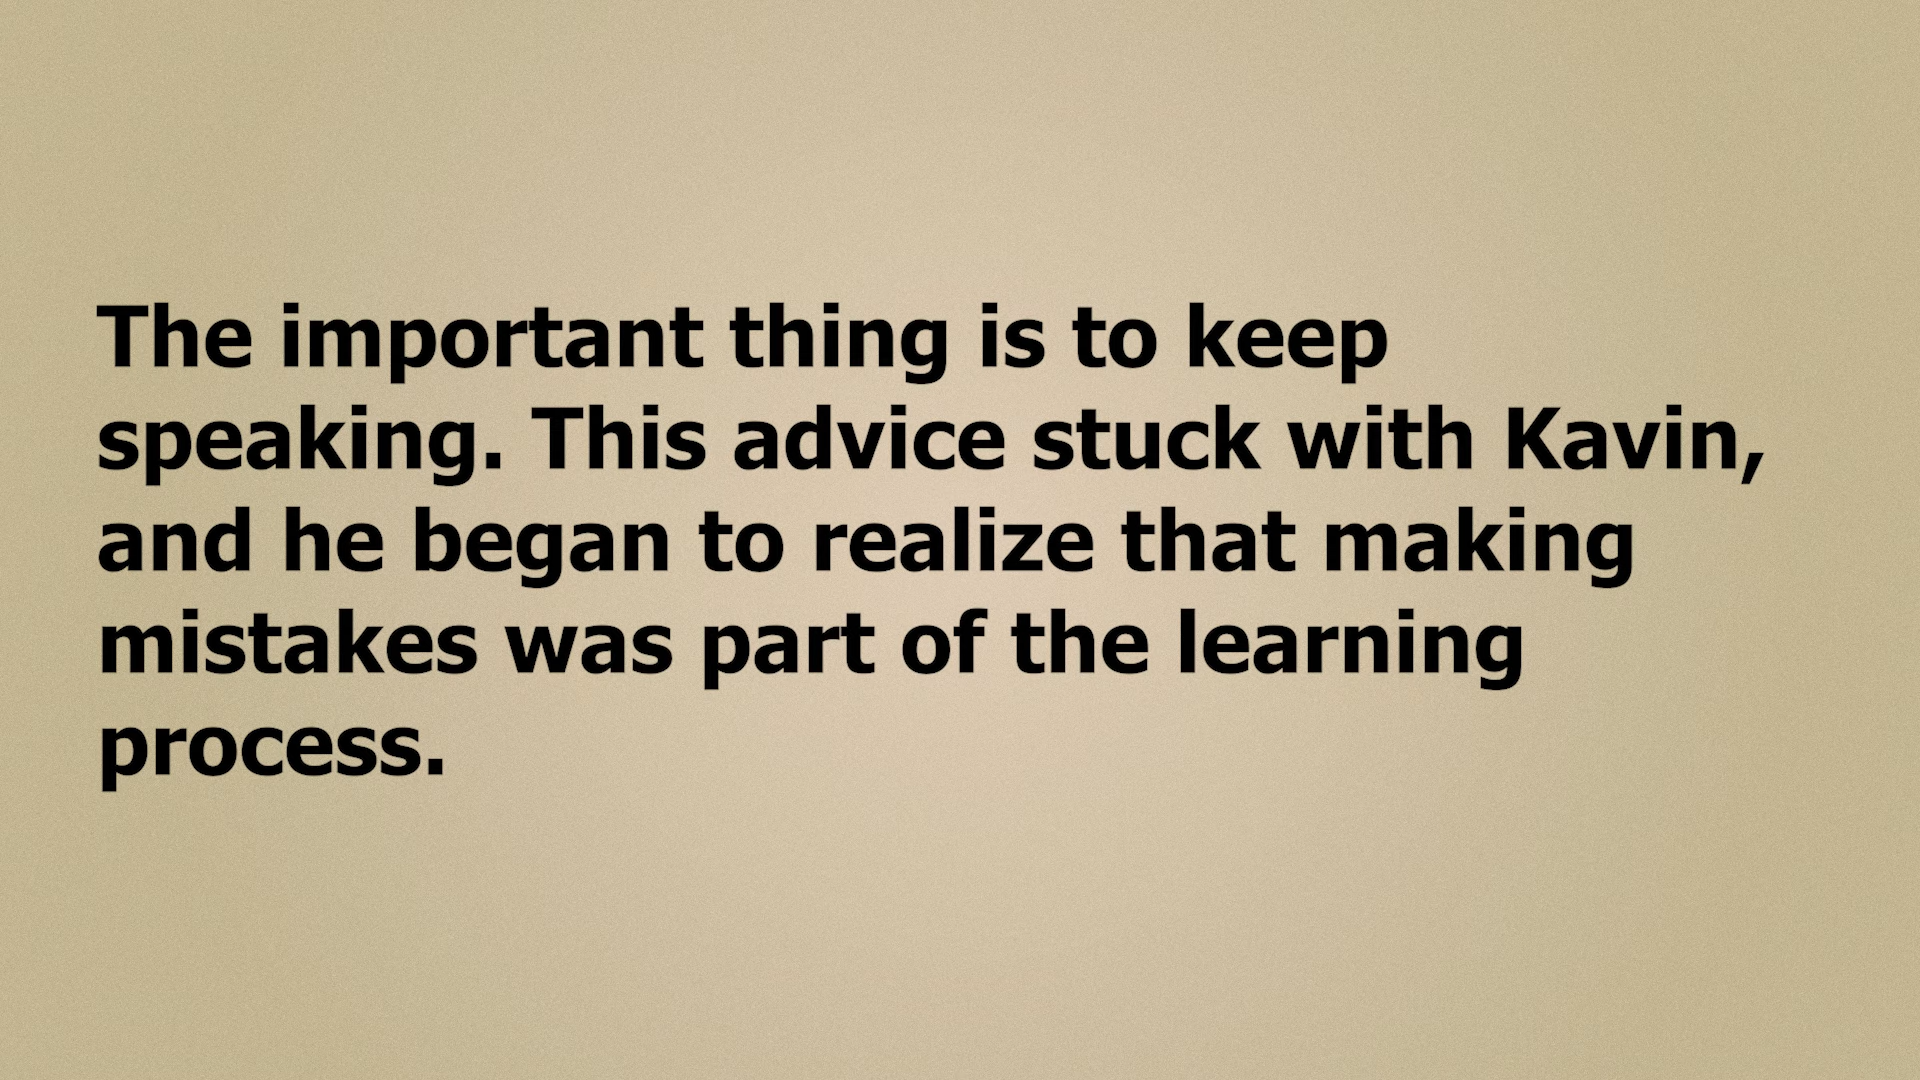 The important thing is to keep
speaking. This advice stuck with Kavin,
and he began to realize that making
mistakes was part of the learning
process.